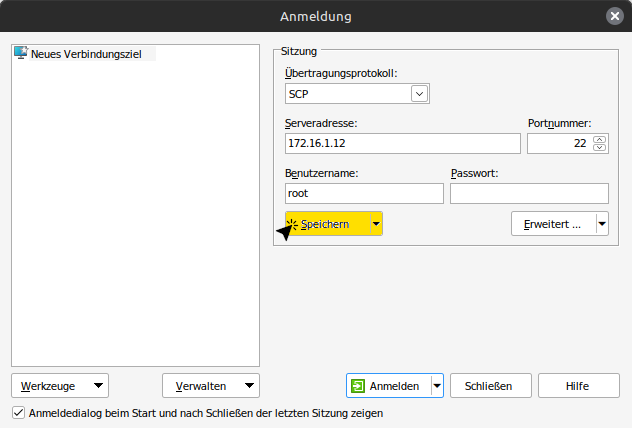 Anmeldung
Neues Verbindungsziel
Sitzung
Übertragungsprotokoll:
SCP
Serveradresse:
Portnummer:
172.16.1.12
22
Benutzername:
Passwort:
root
Speichern
Erweitert ...
Werkzeuge
Verwalten
Anmelden
Schließen
Hilfe
Anmeldedialog beim Start und nach Schließen der letzten Sitzung zeigen